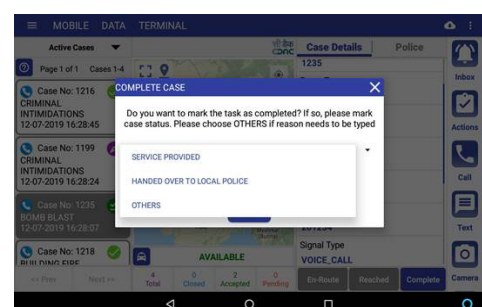 MOBILE DATA TERMINAL
Active Cases
Case Details
Police
Page 1 of 1 Cases 1-4
1235
Inbox
COMPLETE CASE
Case No: 1216
CRIMINAL
INTIMIDATIONS
12-07-2019 16:28:45
Do you want to mark the task as completed? If so, please mark
case status. Please choose OTHERS if reason needs to be typed
Actions
Case No: 1199
CRIMINAL
INTIMIDATIONS
12-07-2019 16:28:24
SERVICE PROVIDED
HANDED OVER TO LOCAL POLICE
OTHERS
Call
Case No: 1235
BOMB BLAST
12-07-2019 16:28:07
Text
Case No: 1218
BUILDING FIRE
AVAILABLE
Signal Type
VOICE_CALL
<< Prev
Next >>
4
Total
0
Closed
2
Accepted
0
Pending
En-Route
Reached
Complete
Camera